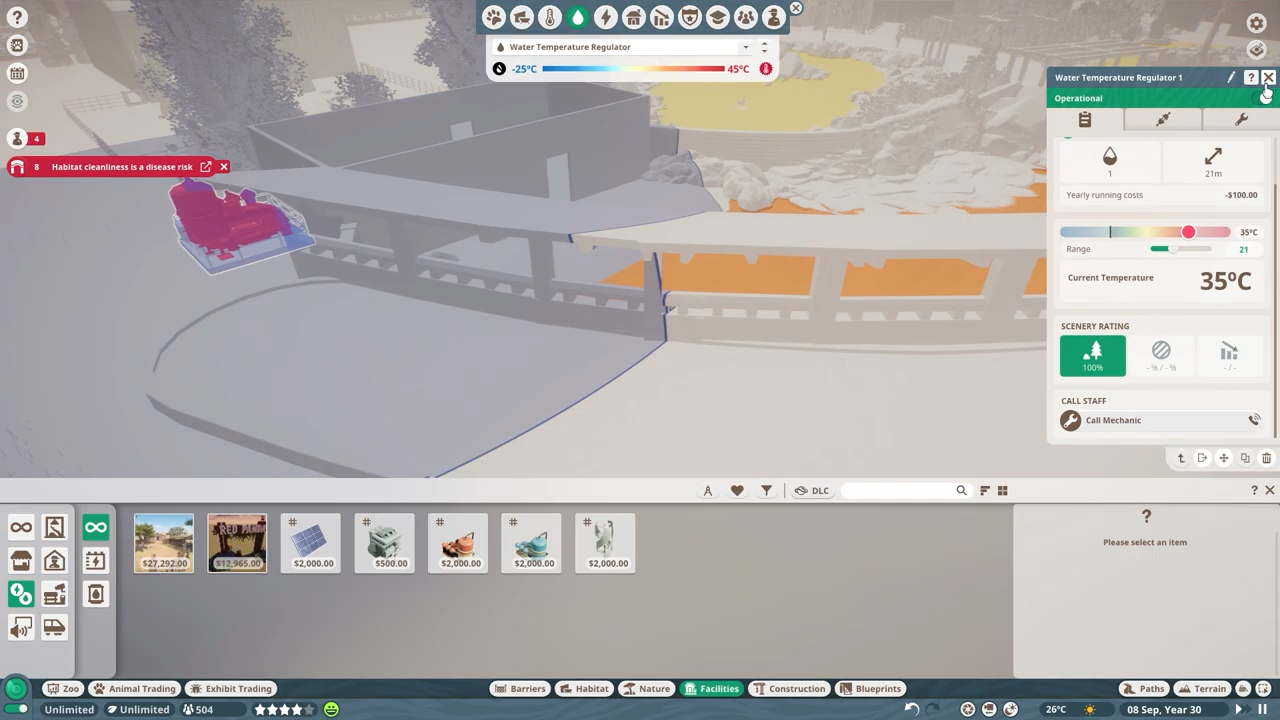 Water Temperature Regulator
-25°C 45°C
Water Temperature Regulator 1
Operational
4
8 Habitat cleanliness is a disease risk
1 21m
Yearly running costs -$100.00
35°C
Range 21
Current Temperature 35°C
SCENERY RATING
100% - % / - % - / -
CALL STAFF
Call Mechanic
DLC
$27,292.00 $12,965.00 $2,000.00 $500.00 $2,000.00 $2,000.00 $2,000.00
RED PANDA
Please select an item
Zoo Animal Trading Exhibit Trading Barriers Habitat Nature Facilities Construction Blueprints Paths Terrain
Unlimited Unlimited 504 26°C 08 Sep, Year 30